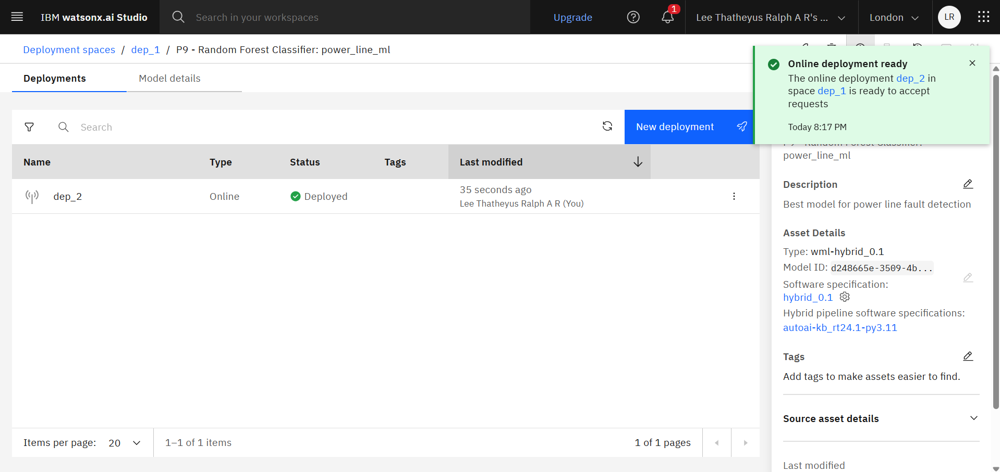 IBM watsonx.ai Studio
Search in your workspaces
Upgrade
1
Lee Thatheyus Ralph A R's ...
London
LR
Deployment spaces / dep_1 / P9 - Random Forest Classifier: power_line_ml
Deployments
Model details
Online deployment ready
The online deployment dep_2 in
space dep_1 is ready to accept
requests
Today 8:17 PM
Search
New deployment
Name
Type
Status
Tags
Last modified
dep_2
Online
Deployed
35 seconds ago
Lee Thatheyus Ralph A R (You)
Items per page: 20
1–1 of 1 items
1 of 1 pages
P9 - Random Forest Classifier:
power_line_ml
Description
Best model for power line fault detection
Asset Details
Type: wml-hybrid_0.1
Model ID: d248665e-3509-4b...
Software specification:
hybrid_0.1
Hybrid pipeline software specifications:
autoai-kb_rt24.1-py3.11
Tags
Add tags to make assets easier to find.
Source asset details
Last modified